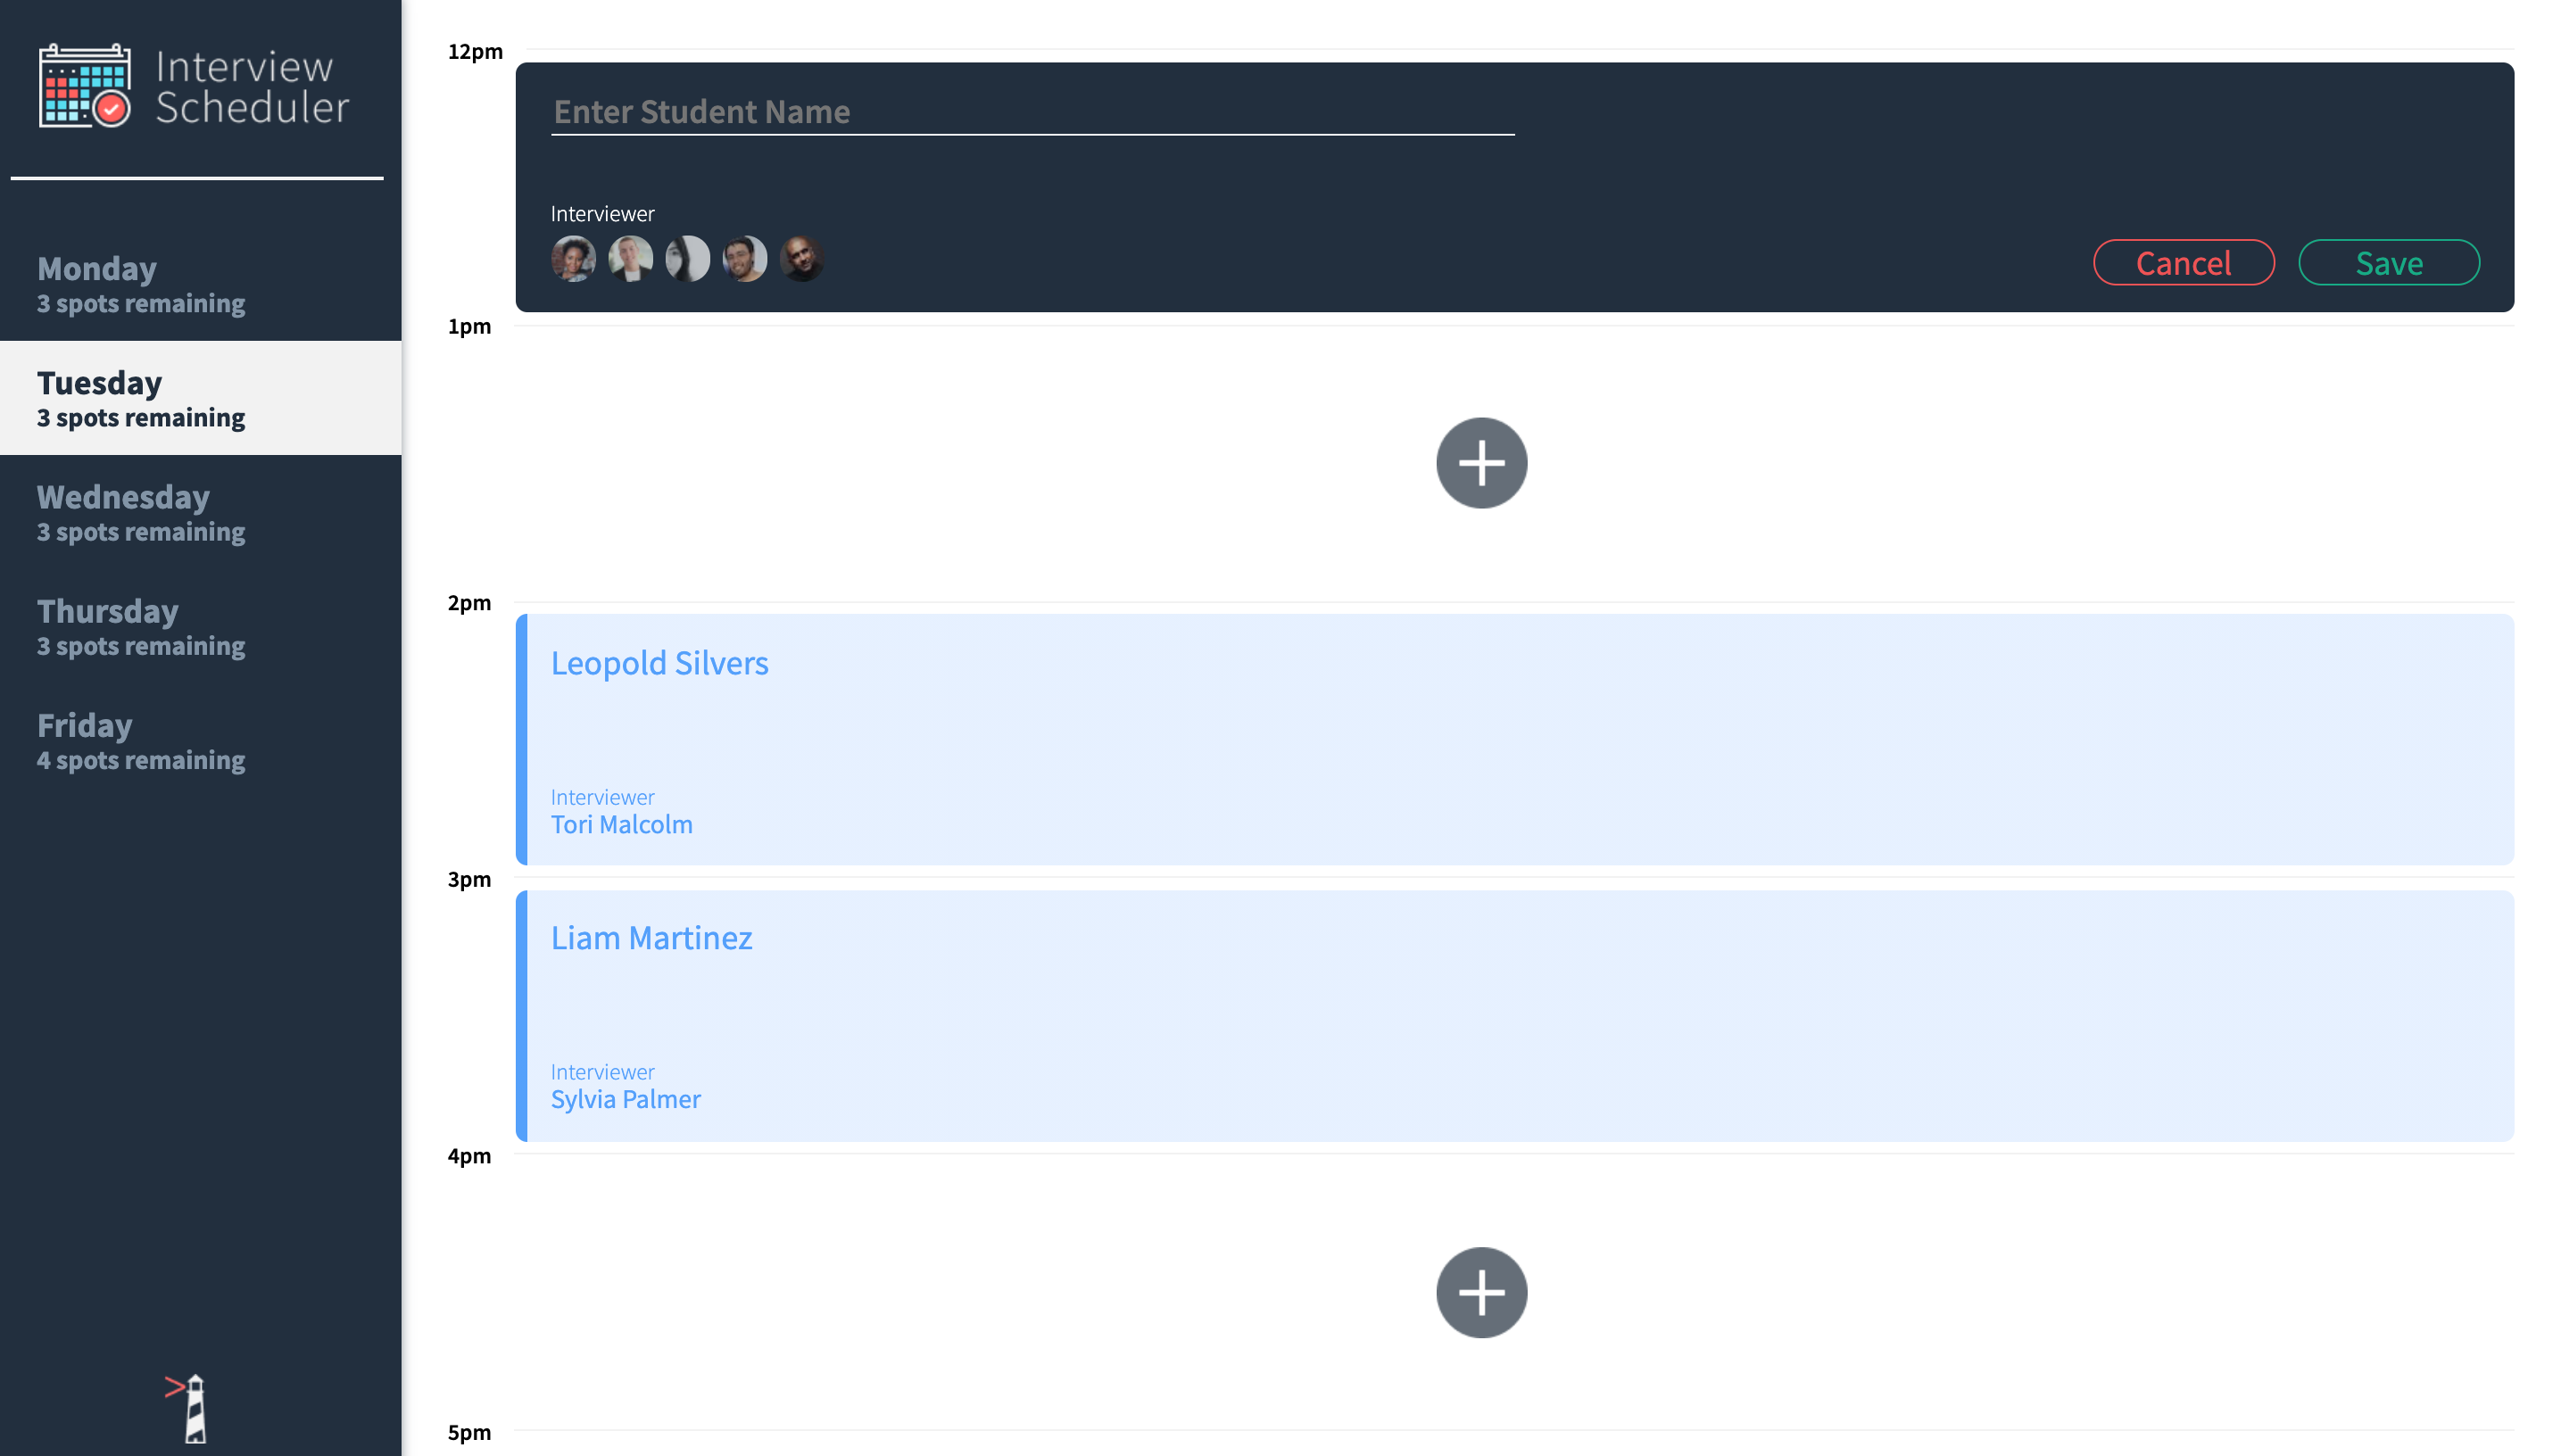 Interview
Scheduler
Monday
3 spots remaining
Tuesday
3 spots remaining
Wednesday
3 spots remaining
Thursday
3 spots remaining
Friday
4 spots remaining
12pm
Enter Student Name
Interviewer
Cancel
Save
1pm
2pm
Leopold Silvers
Interviewer
Tori Malcolm
3pm
Liam Martinez
Interviewer
Sylvia Palmer
4pm
5pm